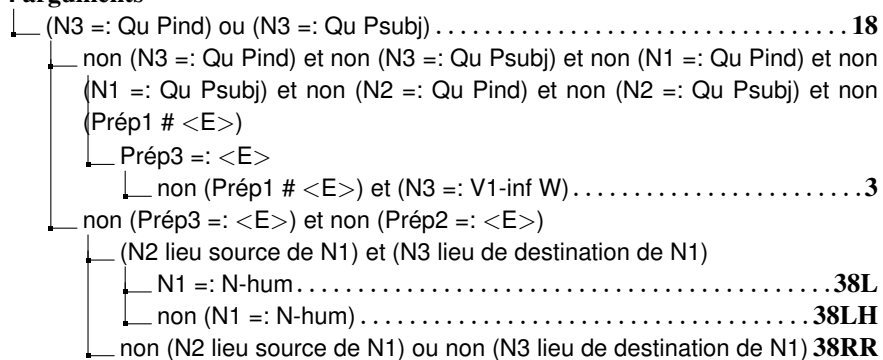 (N3 =: Qu Pind) ou (N3 =: Qu Psubj) . . . . . . . . . . . . . . . . . . . . . . . . . . . . . . . . . . 18
non (N3 =: Qu Pind) et non (N3 =: Qu Psubj) et non (N1 =: Qu Pind) et non
(N1 =: Qu Psubj) et non (N2 =: Qu Pind) et non (N2 =: Qu Psubj) et non
(Prép1 # <E>)
Prép3 =: <E>
non (Prép1 # <E>) et (N3 =: V1-inf W) . . . . . . . . . . . . . . . . . . . . . . . . 3
non (Prép3 =: <E>) et non (Prép2 =: <E>)
(N2 lieu source de N1) et (N3 lieu de destination de N1)
N1 =: N-hum . . . . . . . . . . . . . . . . . . . . . . . . . . . . . . . . . . . . . . . . . . . 38L
non (N1 =: N-hum) . . . . . . . . . . . . . . . . . . . . . . . . . . . . . . . . . . . . . 38LH
non (N2 lieu source de N1) ou non (N3 lieu de destination de N1) 38RR